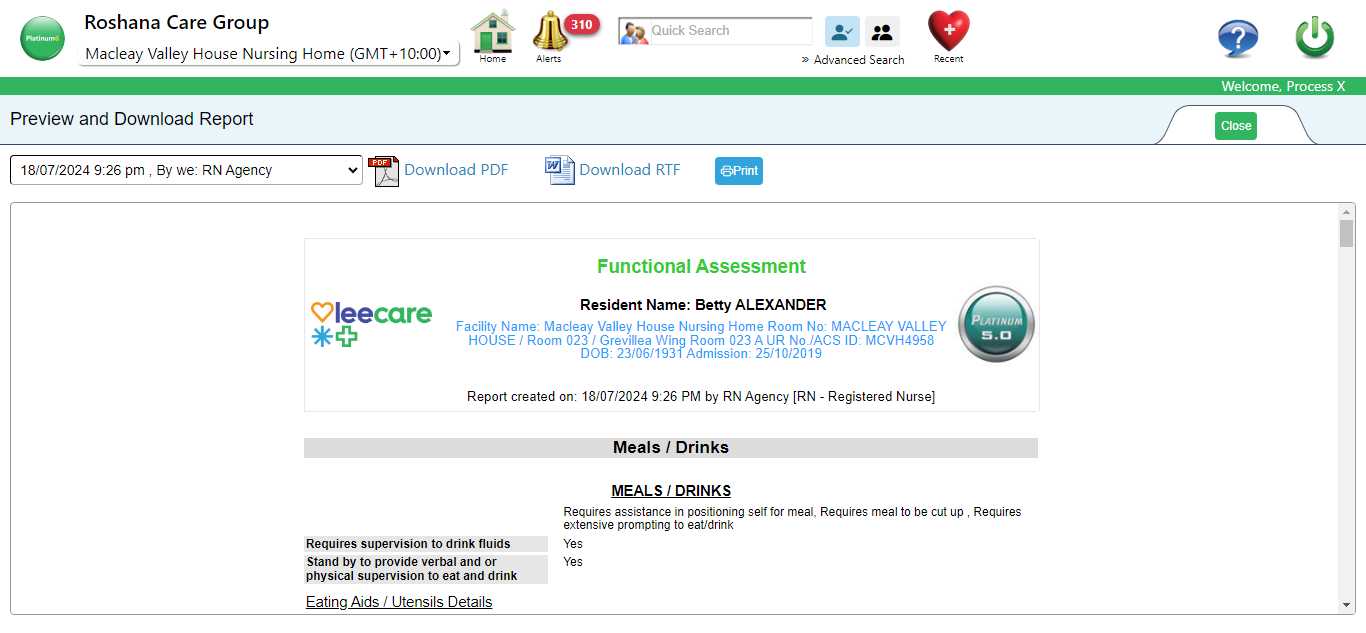 Platinum5
Roshana Care Group
Macleay Valley House Nursing Home (GMT+10:00)
Home
310
Alerts
Quick Search
» Advanced Search
Recent
?
Welcome, Process X
Preview and Download Report
Close
18/07/2024 9:26 pm , By we: RN Agency
PDF
Download PDF
W
Download RTF
Print
Functional Assessment
leecare
Resident Name: Betty ALEXANDER
Facility Name: Macleay Valley House Nursing Home Room No: MACLEAY VALLEY
HOUSE / Room 023 / Grevillea Wing Room 023 A UR No./ACS ID: MCVH4958
DOB: 23/06/1931 Admission: 25/10/2019
PLATINUM
5.0
Report created on: 18/07/2024 9:26 PM by RN Agency [RN - Registered Nurse]
Meals / Drinks
MEALS / DRINKS
Requires assistance in positioning self for meal, Requires meal to be cut up , Requires
extensive prompting to eat/drink
Requires supervision to drink fluids Yes
Stand by to provide verbal and or Yes
physical supervision to eat and drink
Eating Aids / Utensils Details